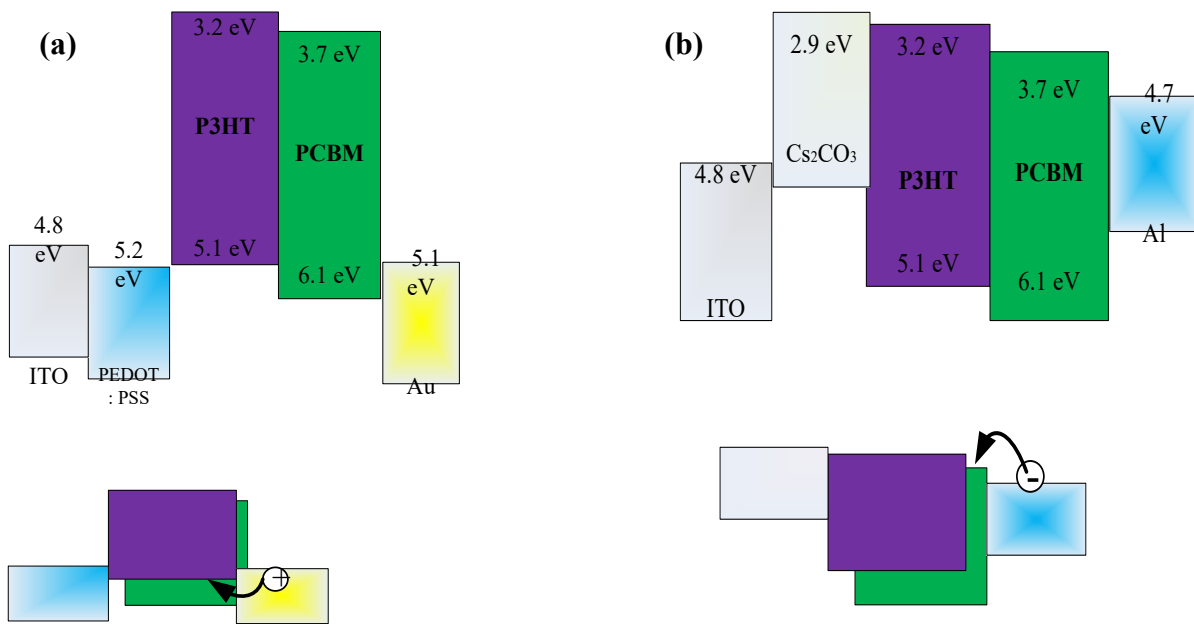 (a)
3.2 eV
3.7 eV
P3HT
PCBM
4.8
eV
5.2
eV
5.1 eV
6.1 eV
5.1
eV
ITO
PEDOT
: PSS
Au
+
(b)
2.9 eV
3.2 eV
3.7 eV
4.7
eV
Cs₂CO₃
4.8 eV
P3HT
PCBM
5.1 eV
6.1 eV
Al
ITO
-